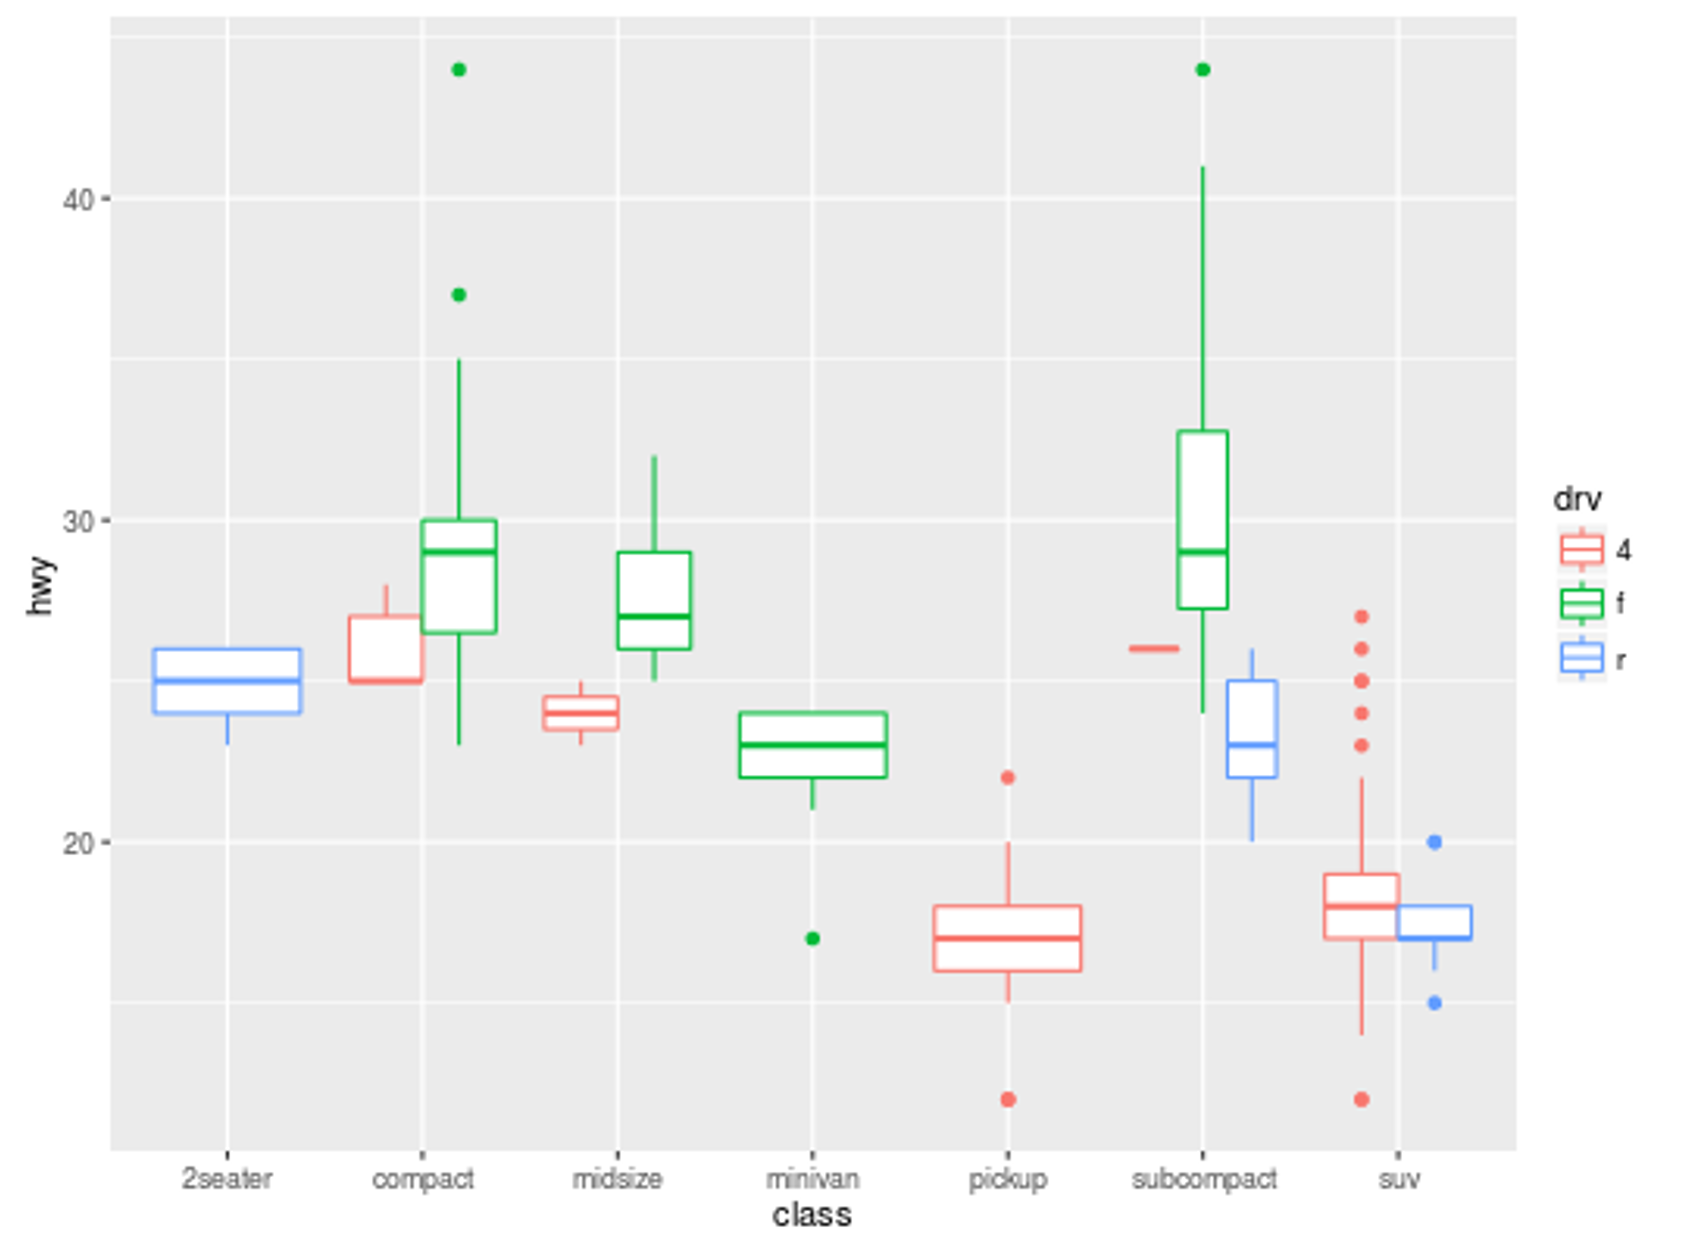 40
30
20
hwy
2seater compact midsize minivan pickup subcompact suv
class
drv
4
f
r